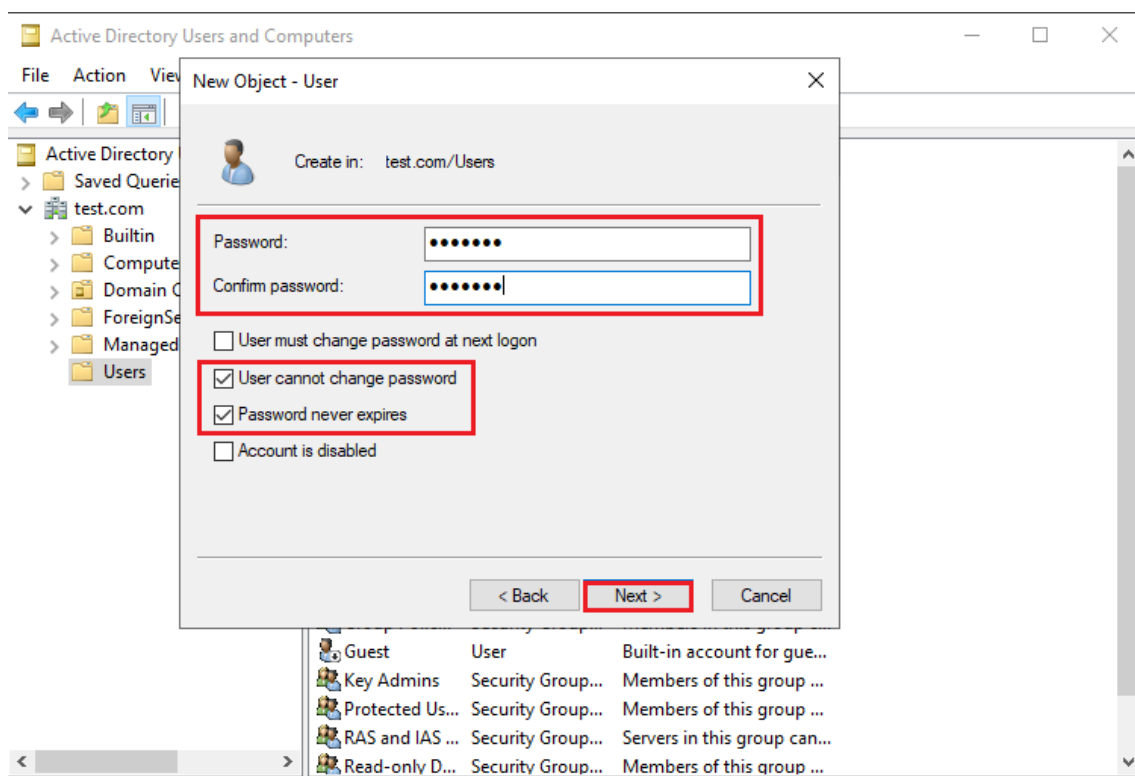 Active Directory Users and Computers
File Action Vie
New Object - User
Create in: test.com/Users
Active Directory
Saved Querie
test.com
Builtin
Compute
Domain C
ForeignSe
Managed
Users
Password: •••••••
Confirm password: •••••••
User must change password at next logon
User cannot change password
Password never expires
Account is disabled
< Back Next > Cancel
Guest User Built-in account for gue...
Key Admins Security Group... Members of this group ...
Protected Us... Security Group... Members of this group ...
RAS and IAS ... Security Group... Servers in this group can...
Read-only D... Security Group... Members of this group ...